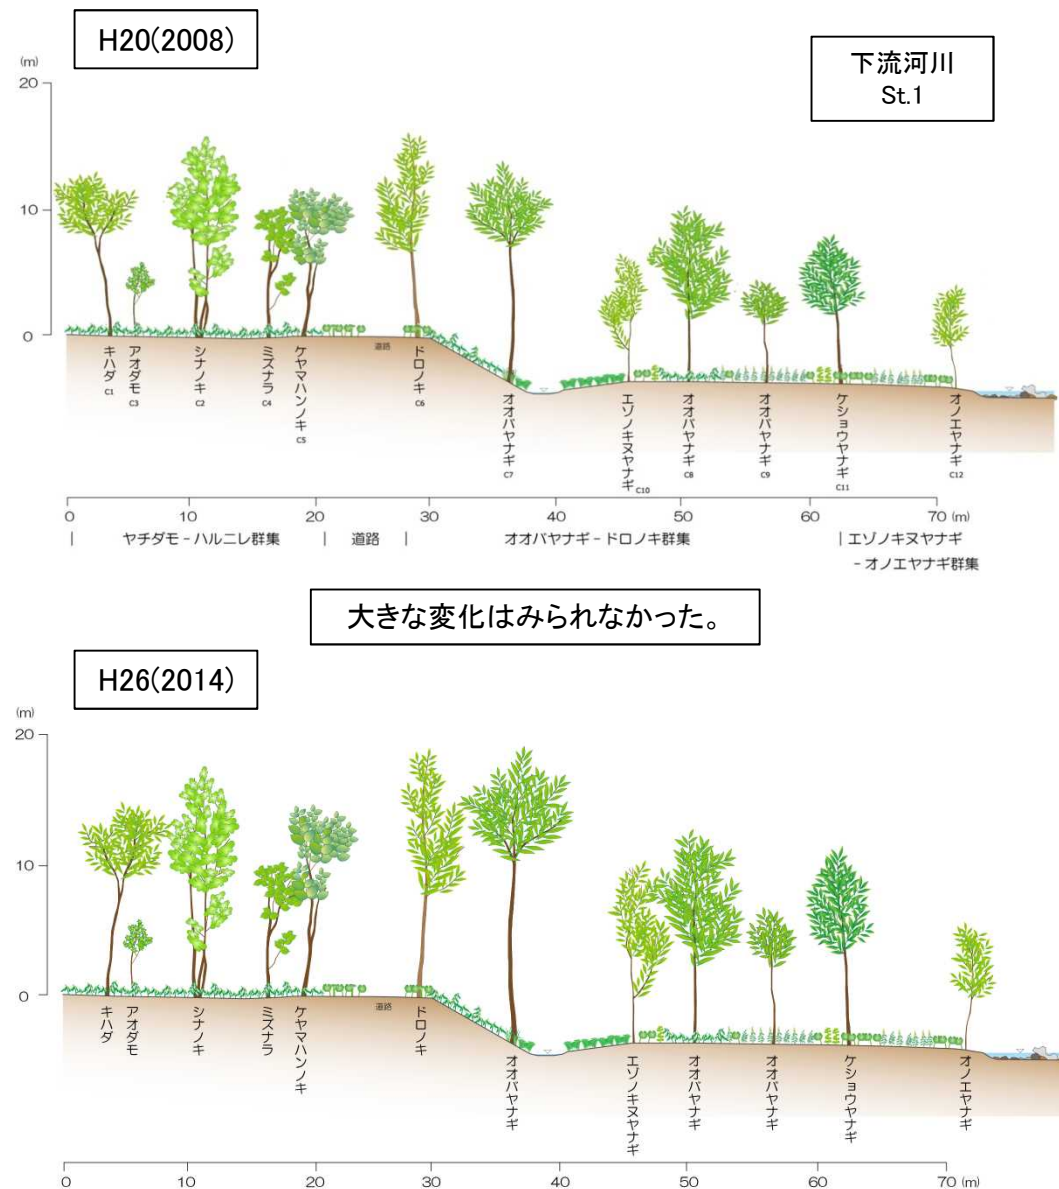 H20(2008)
下流河川
St.1
(m)
20
10
0
道路
キハダ C1
アオダモ C3
シナノキ C2
ミズナラ C4
ケヤマハンノキ C5
ドロノキ C6
オオバヤナギ C7
エゾノキヌヤナギ C10
オオバヤナギ C8
オオバヤナギ C9
ケショウヤナギ C11
オノエヤナギ C12
0 10 20 30 40 50 60 70 (m)
| ヤチダモ－ハルニレ群集 | 道路 | オオバヤナギ－ドロノキ群集 | エゾノキヌヤナギ
－オノエヤナギ群集
大きな変化はみられなかった。
H26(2014)
(m)
20
10
0
道路
キハダ
アオダモ
シナノキ
ミズナラ
ケヤマハンノキ
ドロノキ
オオバヤナギ
エゾノキヌヤナギ
オオバヤナギ
オオバヤナギ
ケショウヤナギ
オノエヤナギ
0 10 20 30 40 50 60 70 (m)